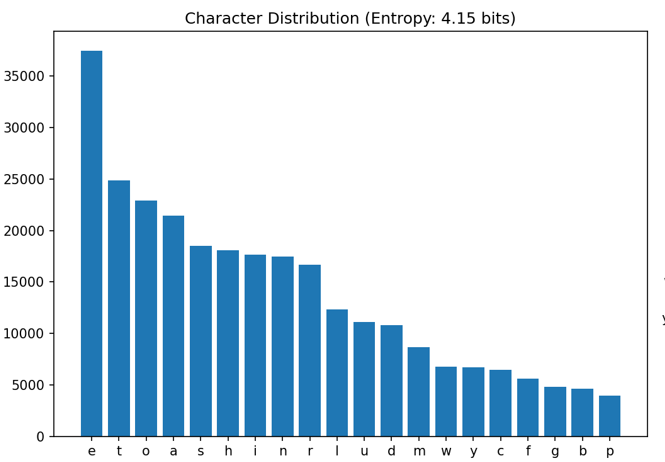 Character Distribution (Entropy: 4.15 bits)
35000
30000
25000
20000
15000
10000
5000
0
e t o a s h i n r l u d m w y c f g b p
y